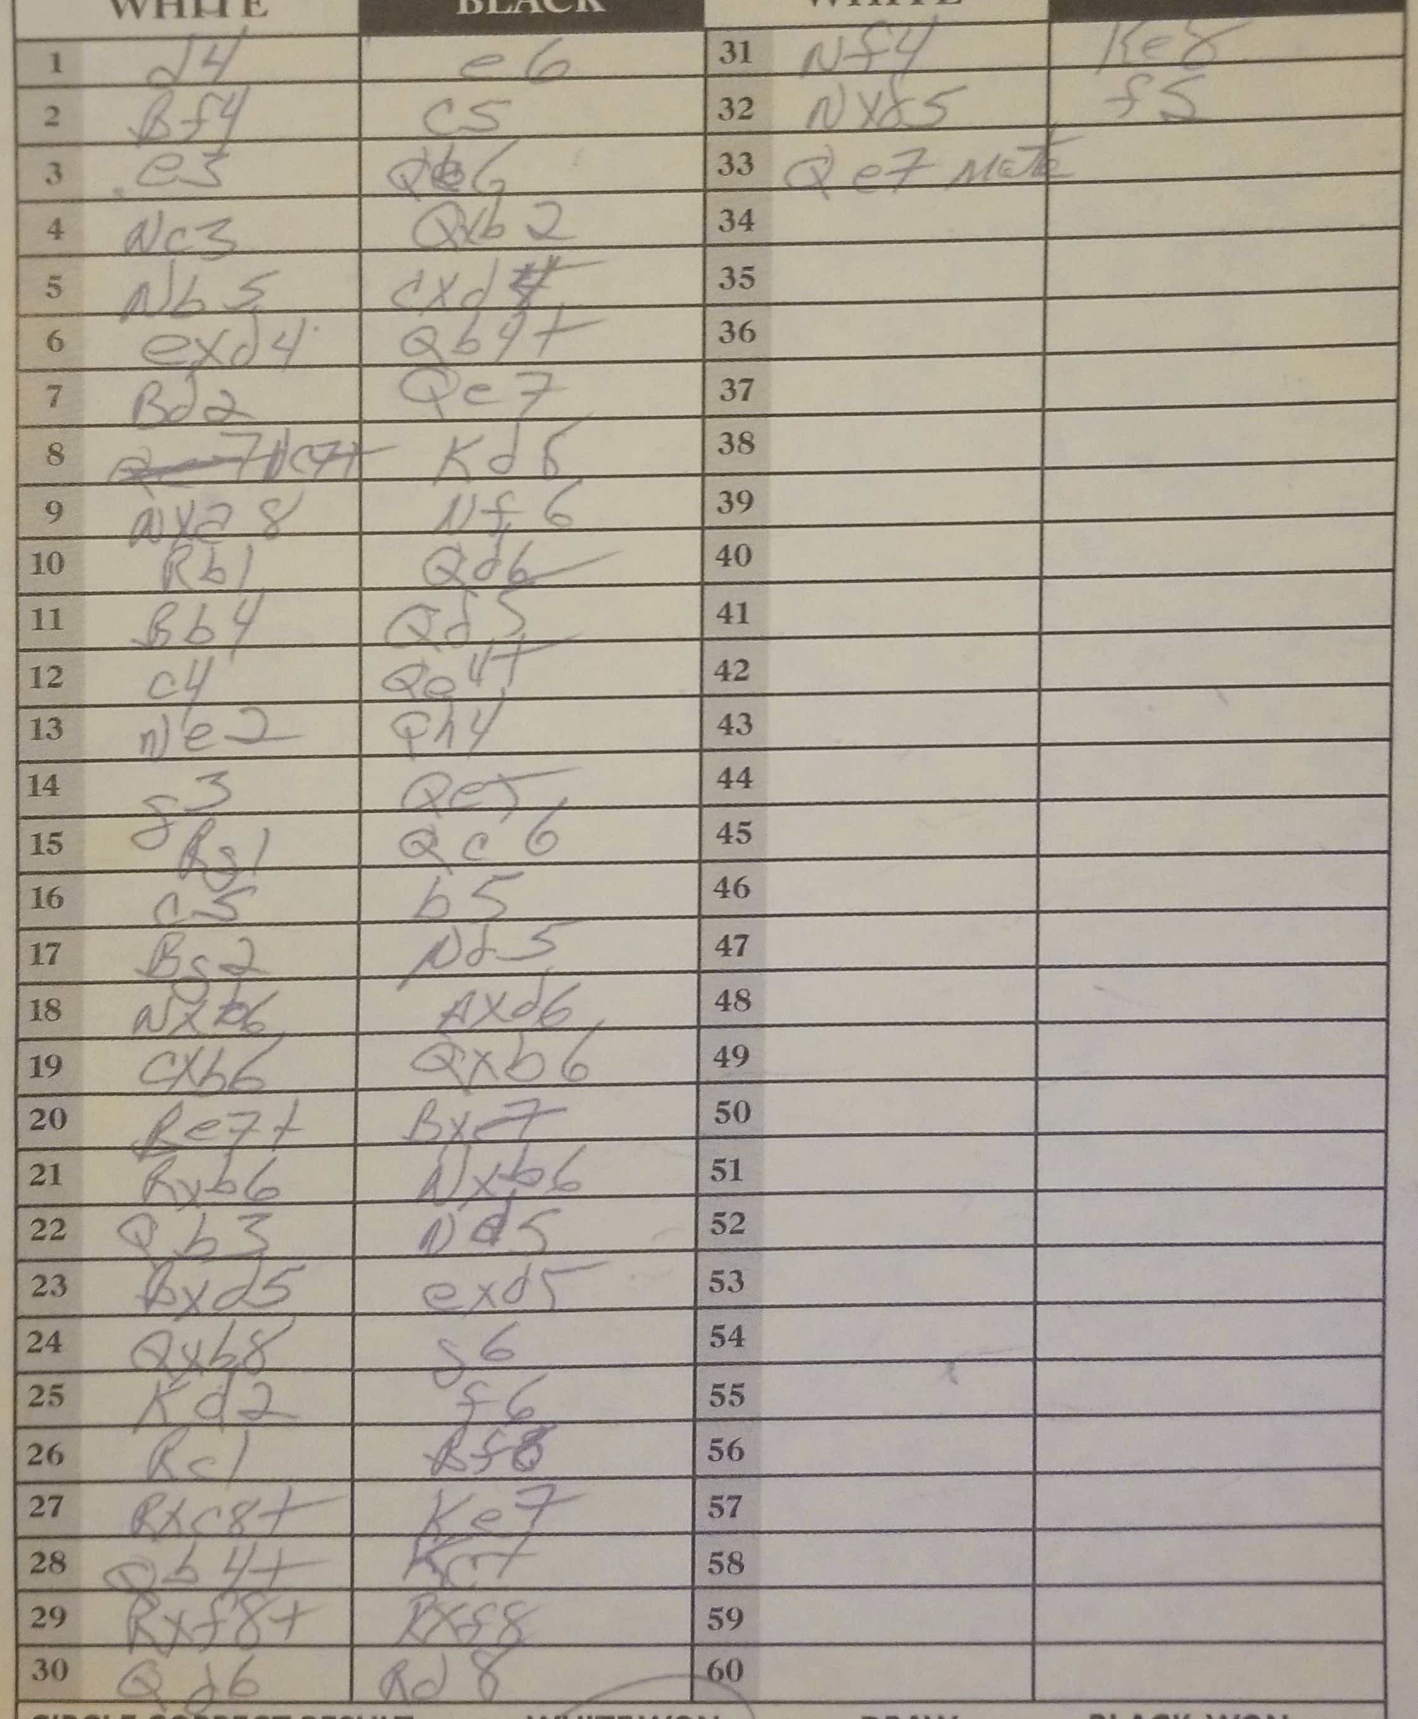 WHITE BLACK WHITE
1 d4 e6 31 Nf4 Ke8
2 Bf4 c5 32 Nxd5 f5
3 e3 Qb6 33 Qe7 Mate
4 Nc3 Qxb2 34
5 Nb5 cxd4 35
6 exd4 Qb4+ 36
7 Bd2 Qe7 37
8 Nc7+ Kd8 38
9 Nxa8 Nf6 39
10 Rb1 Qd6 40
11 Bb4 Qd5 41
12 c4 Qe4+ 42
13 Ne2 Qh4 43
14 g3 Qe5 44
15 Rg1 Qc6 45
16 c5 b5 46
17 Bg2 Nd5 47
18 Nxb6 Axd6 48
19 cxb6 Qxb6 49
20 Be7+ Bxe7 50
21 Rxb6 Nxb6 51
22 Qb3 Nd5 52
23 Bxd5 exd5 53
24 Qxb8 g6 54
25 Kd2 f6 55
26 Rc1 Rf8 56
27 Rxc8+ Ke7 57
28 Qb4+ 58
29 Rxf8+ Rxf8 59
30 Qd6 Rd8 60
CIRCLE CORRECT RESULT WHITE WON DRAW BLACK WON